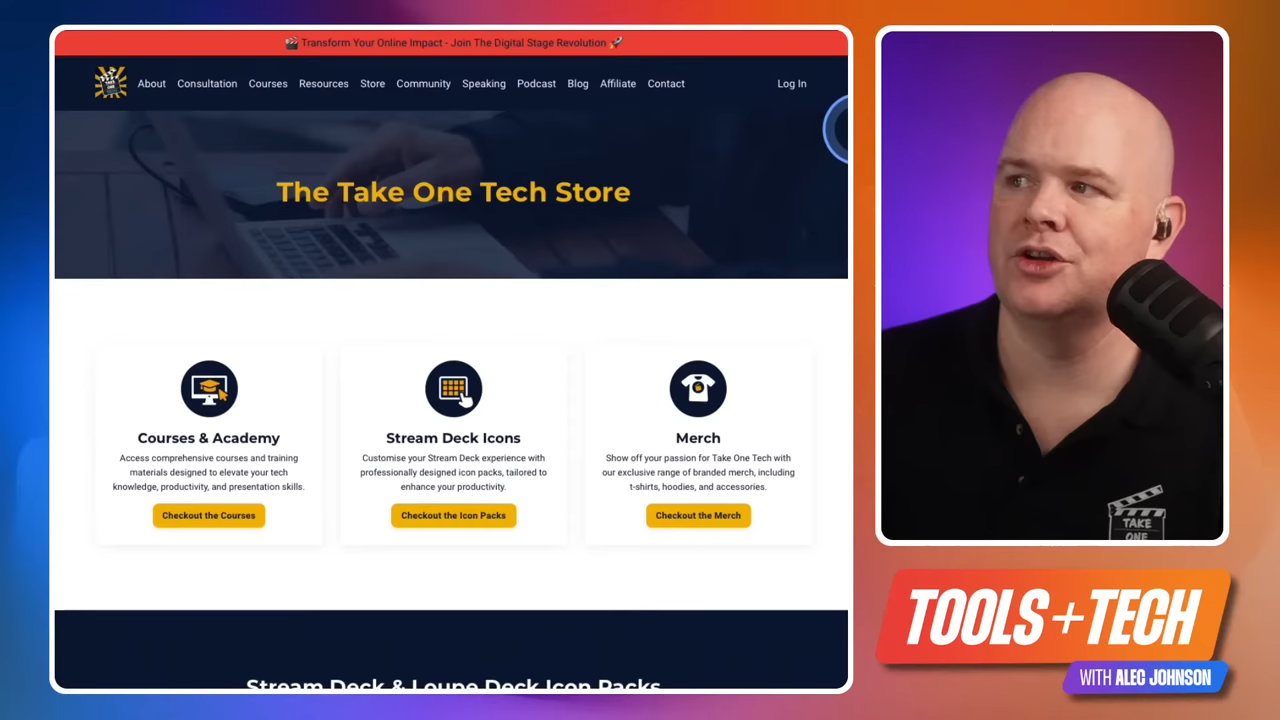 🎬 Transform Your Online Impact - Join The Digital Stage Revolution 🚀
About Consultation Courses Resources Store Community Speaking Podcast Blog Affiliate Contact Log In
The Take One Tech Store
Courses & Academy
Access comprehensive courses and training
materials designed to elevate your tech
knowledge, productivity, and presentation skills.
Checkout the Courses
Stream Deck Icons
Customise your Stream Deck experience with
professionally designed icon packs, tailored to
enhance your productivity.
Checkout the Icon Packs
Merch
Show off your passion for Take One Tech with
our exclusive range of branded merch, including
t-shirts, hoodies, and accessories.
Checkout the Merch
Stream Deck & Loupe Deck Icon Packs
TAKE
ONE
TOOLS+TECH
WITH ALEC JOHNSON